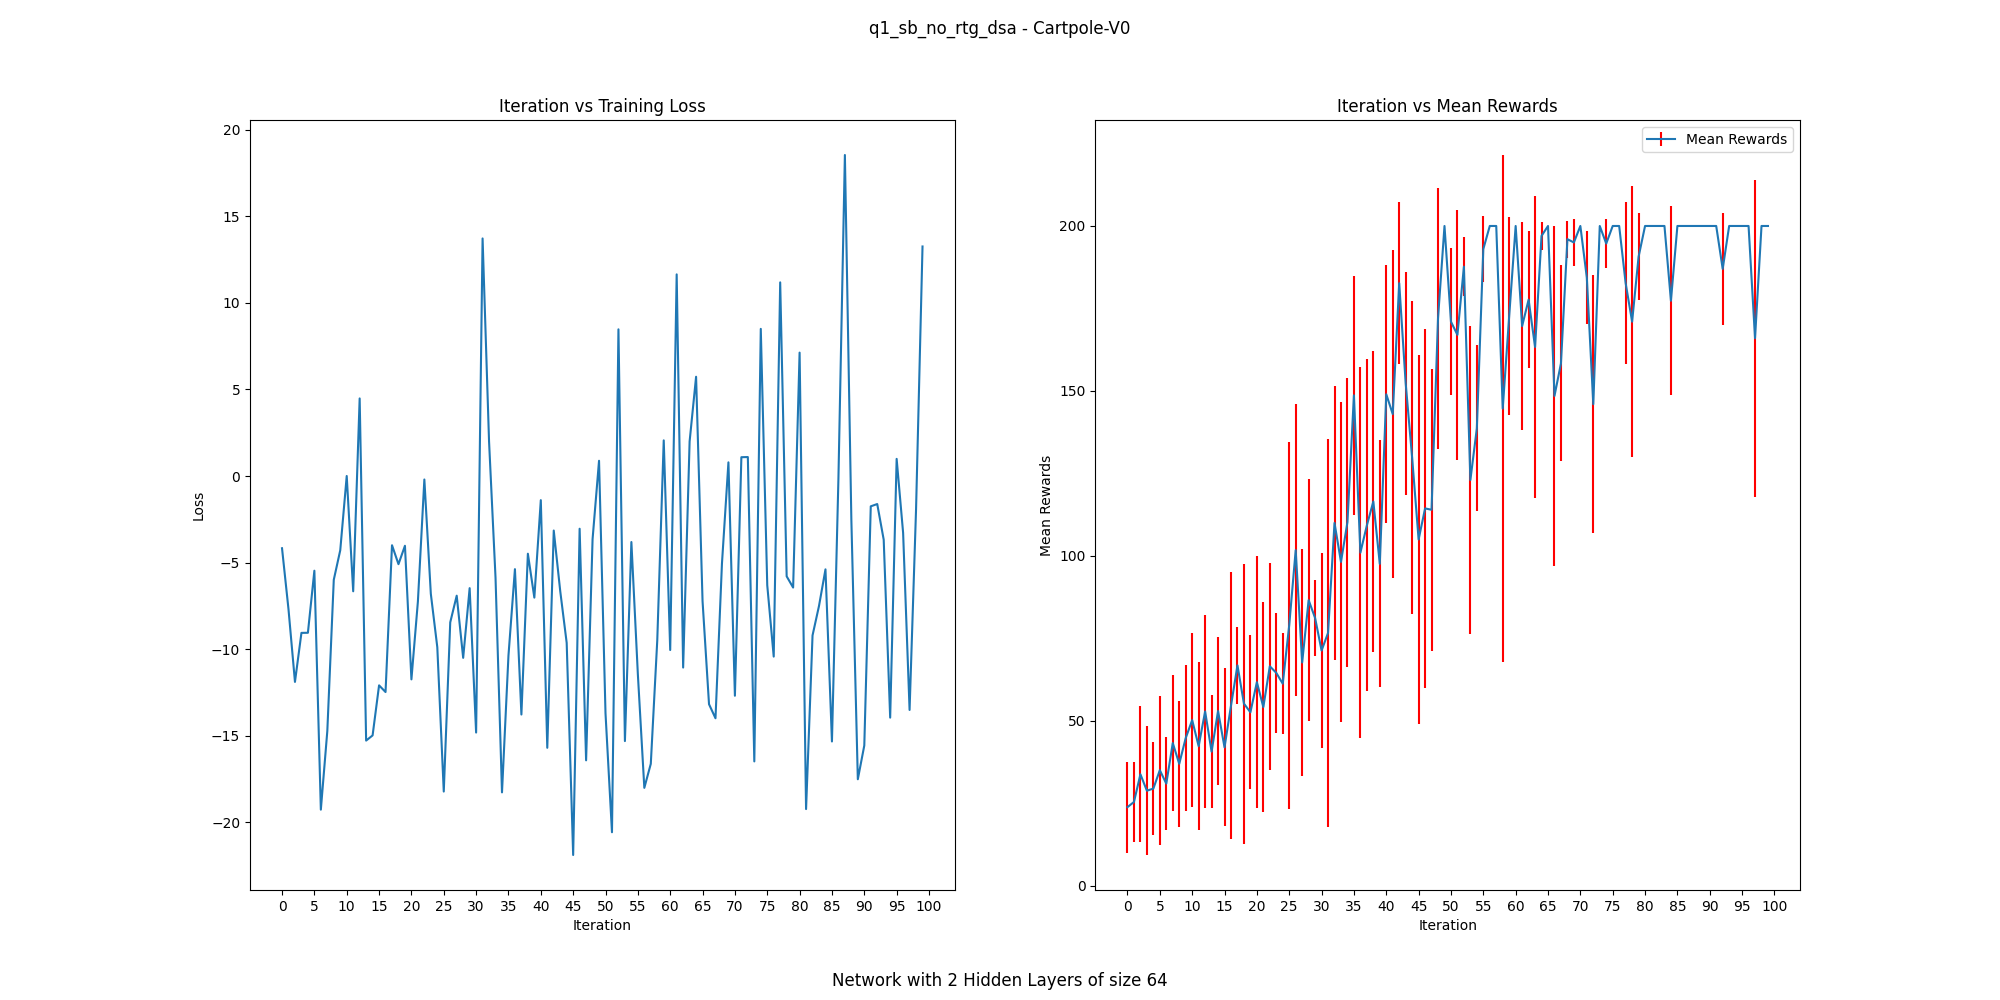 q1_sb_no_rtg_dsa - Cartpole-V0
Iteration vs Training Loss
20
15
10
5
0
−5
−10
−15
−20
Loss
0 5 10 15 20 25 30 35 40 45 50 55 60 65 70 75 80 85 90 95 100
Iteration
Iteration vs Mean Rewards
Mean Rewards
200
150
100
50
0
Mean Rewards
0 5 10 15 20 25 30 35 40 45 50 55 60 65 70 75 80 85 90 95 100
Iteration
Network with 2 Hidden Layers of size 64